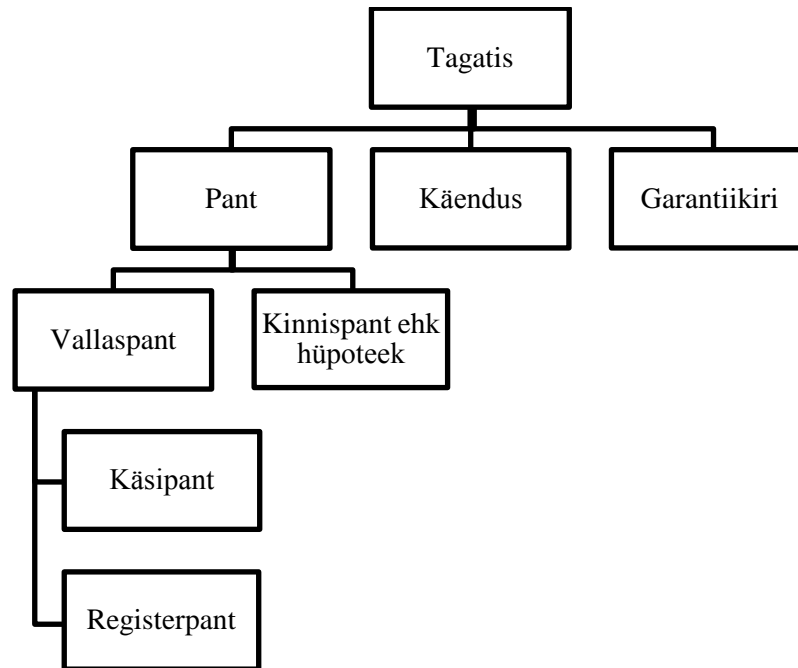 Tagatis
Pant
Käendus
Garantiikiri
Vallaspant
Kinnispant ehk
hüpoteek
Käsipant
Registerpant